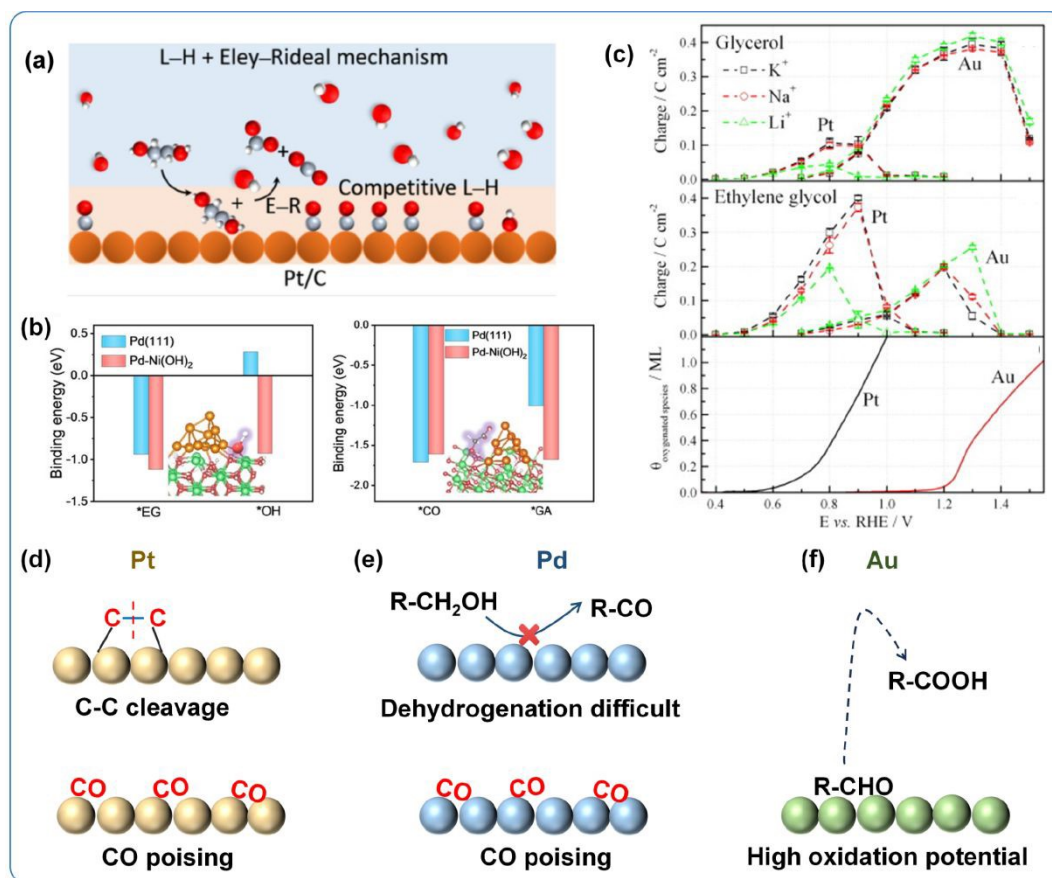 (a)
L–H + Eley–Rideal mechanism
+
+
E–R
Competitive L–H
Pt/C
(b)
Binding energy (eV)
0.5
0.0
-0.5
-1.0
-1.5
Pd(111)
Pd-Ni(OH)₂
*EG
*OH
Binding energy (eV)
0.0
-0.5
-1.0
-1.5
-2.0
Pd(111)
Pd-Ni(OH)₂
*CO
*GA
(c)
Charge / C cm⁻²
0.4
0.3
0.2
0.1
0.0
Glycerol
K⁺
Na⁺
Li⁺
Pt
Au
Charge / C cm⁻²
0.4
0.3
0.2
0.1
0.0
Ethylene glycol
Pt
Au
θ oxygenated species / ML
0.8
0.6
0.4
0.2
0.0
Pt
Au
0.4 0.6 0.8 1.0 1.2 1.4
E vs. RHE / V
(d) Pt
C C
C-C cleavage
CO CO CO
CO poising
(e) Pd
R-CH₂OH R-CO
Dehydrogenation difficult
CO CO CO
CO poising
(f) Au
R-COOH
R-CHO
High oxidation potential